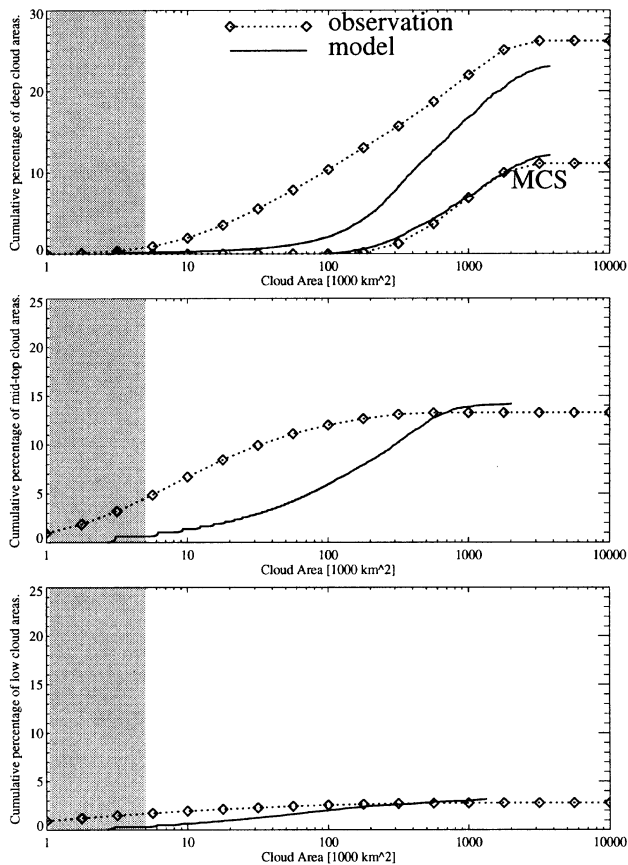 observation
model
MCS
Cumulative percentage of deep cloud areas.
30
20
10
0
1 10 100 1000 10000
Cloud Area [1000 km^2]
Cumulative percentage of mid-top cloud areas.
25
20
15
10
5
0
1 10 100 1000 10000
Cloud Area [1000 km^2]
Cumulative percentage of low cloud areas.
25
20
15
10
5
0
1 10 100 1000 10000
Cloud Area [1000 km^2]